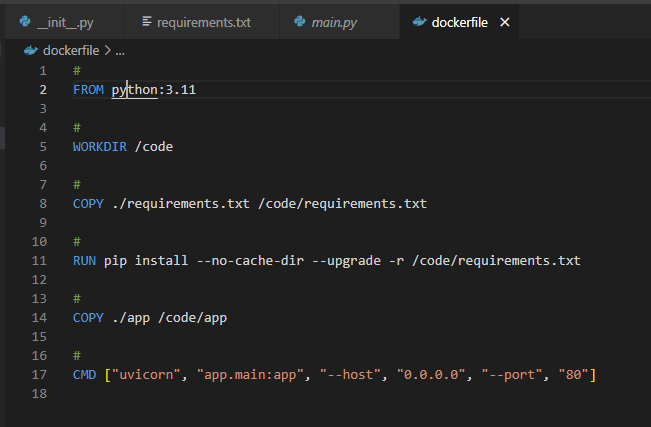 __init__.py requirements.txt main.py dockerfile
dockerfile > ...
1 #
2 FROM python:3.11
3
4 #
5 WORKDIR /code
6
7 #
8 COPY ./requirements.txt /code/requirements.txt
9
10 #
11 RUN pip install --no-cache-dir --upgrade -r /code/requirements.txt
12
13 #
14 COPY ./app /code/app
15
16 #
17 CMD ["uvicorn", "app.main:app", "--host", "0.0.0.0", "--port", "80"]
18